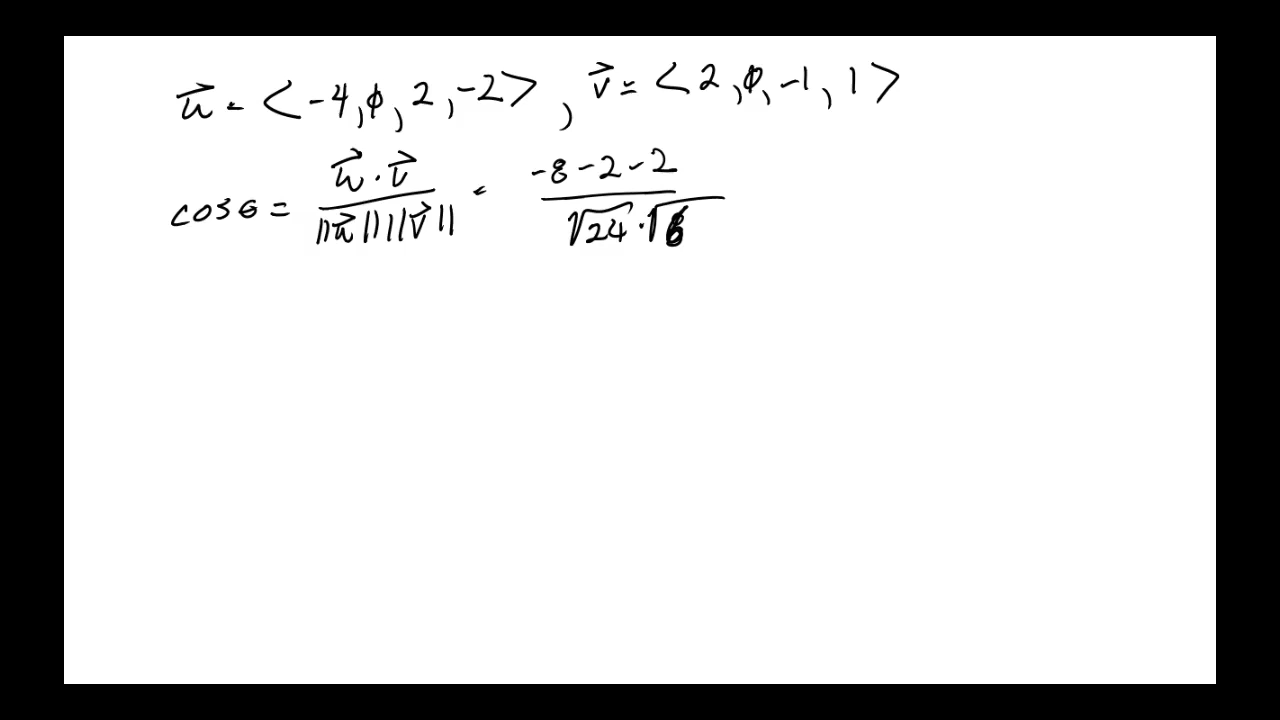 u⃗ = < -4, 0, 2, -2 > , v⃗ = < 2, 0, -1, 1 >
cos θ = u⃗ · v⃗ / ||u⃗|| ||v⃗|| = -8 - 2 - 2 / √24 · √6